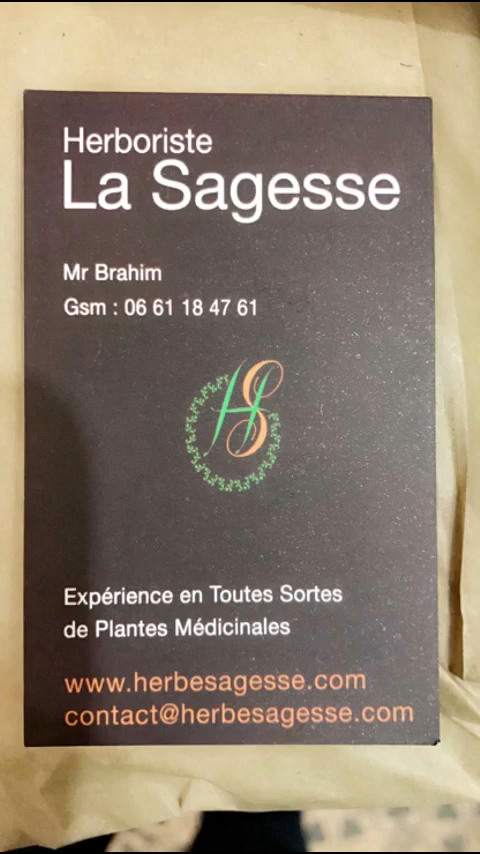 Herboriste
La Sagesse
Mr Brahim
Gsm : 06 61 18 47 61
HS
Expérience en Toutes Sortes
de Plantes Médicinales
www.herbesagesse.com
contact@herbesagesse.com